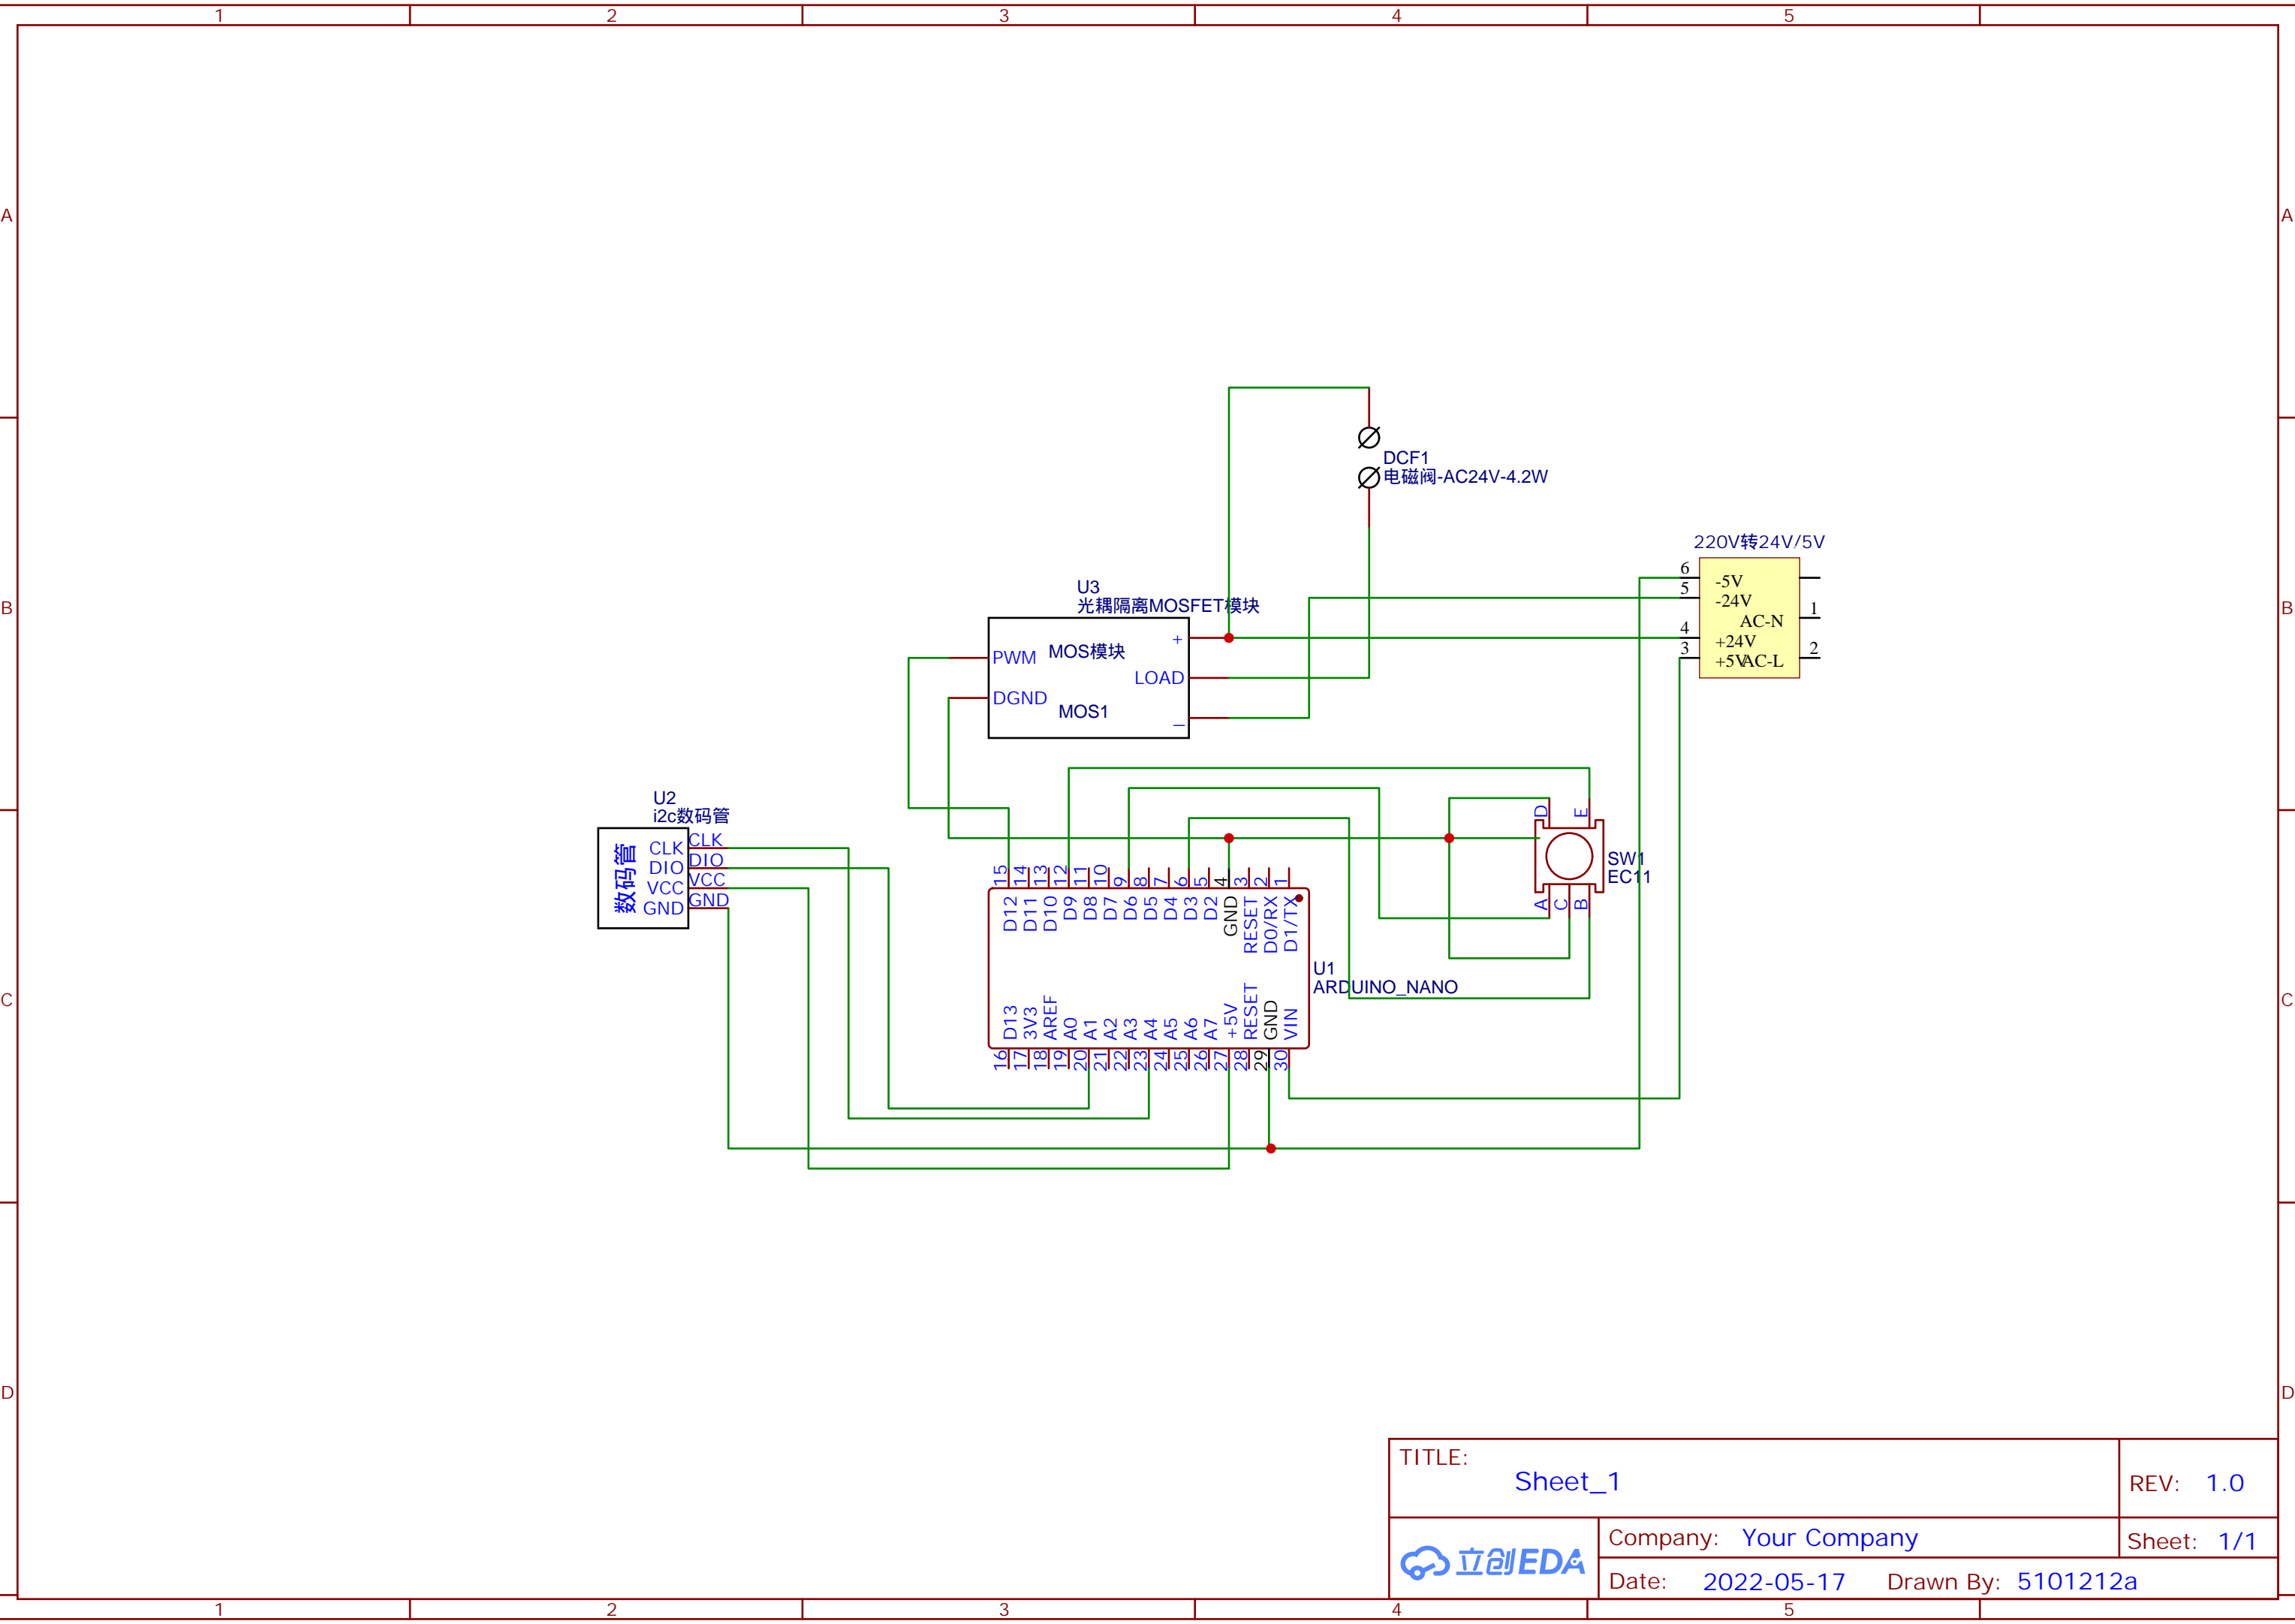 1 2 3 4 5
A A
B B
C C
D D
DCF1
电磁阀-AC24V-4.2W
220V转24V/5V
6 -5V
5 -24V
AC-N 1
4 +24V
3 +5V AC-L 2
U3
光耦隔离MOSFET模块
MOS模块
+
PWM
LOAD
DGND
MOS1
–
U2
i2c数码管
数码管
CLK CLK
DIO DIO
VCC VCC
GND GND
D E
SW1
EC11
A C B
15 14 13 12 11 10 9 8 7 6 5 4 3 2 1
D12 D11 D10 D9 D8 D7 D6 D5 D4 D3 D2 GND RESET D0/RX D1/TX
U1
ARDUINO_NANO
D13 3V3 AREF A0 A1 A2 A3 A4 A5 A6 A7 +5V RESET GND VIN
16 17 18 19 20 21 22 23 24 25 26 27 28 29 30
TITLE:
Sheet_1
REV: 1.0
立创EDA
Company: Your Company
Sheet: 1/1
Date: 2022-05-17
Drawn By: 5101212a
1 2 3 4 5